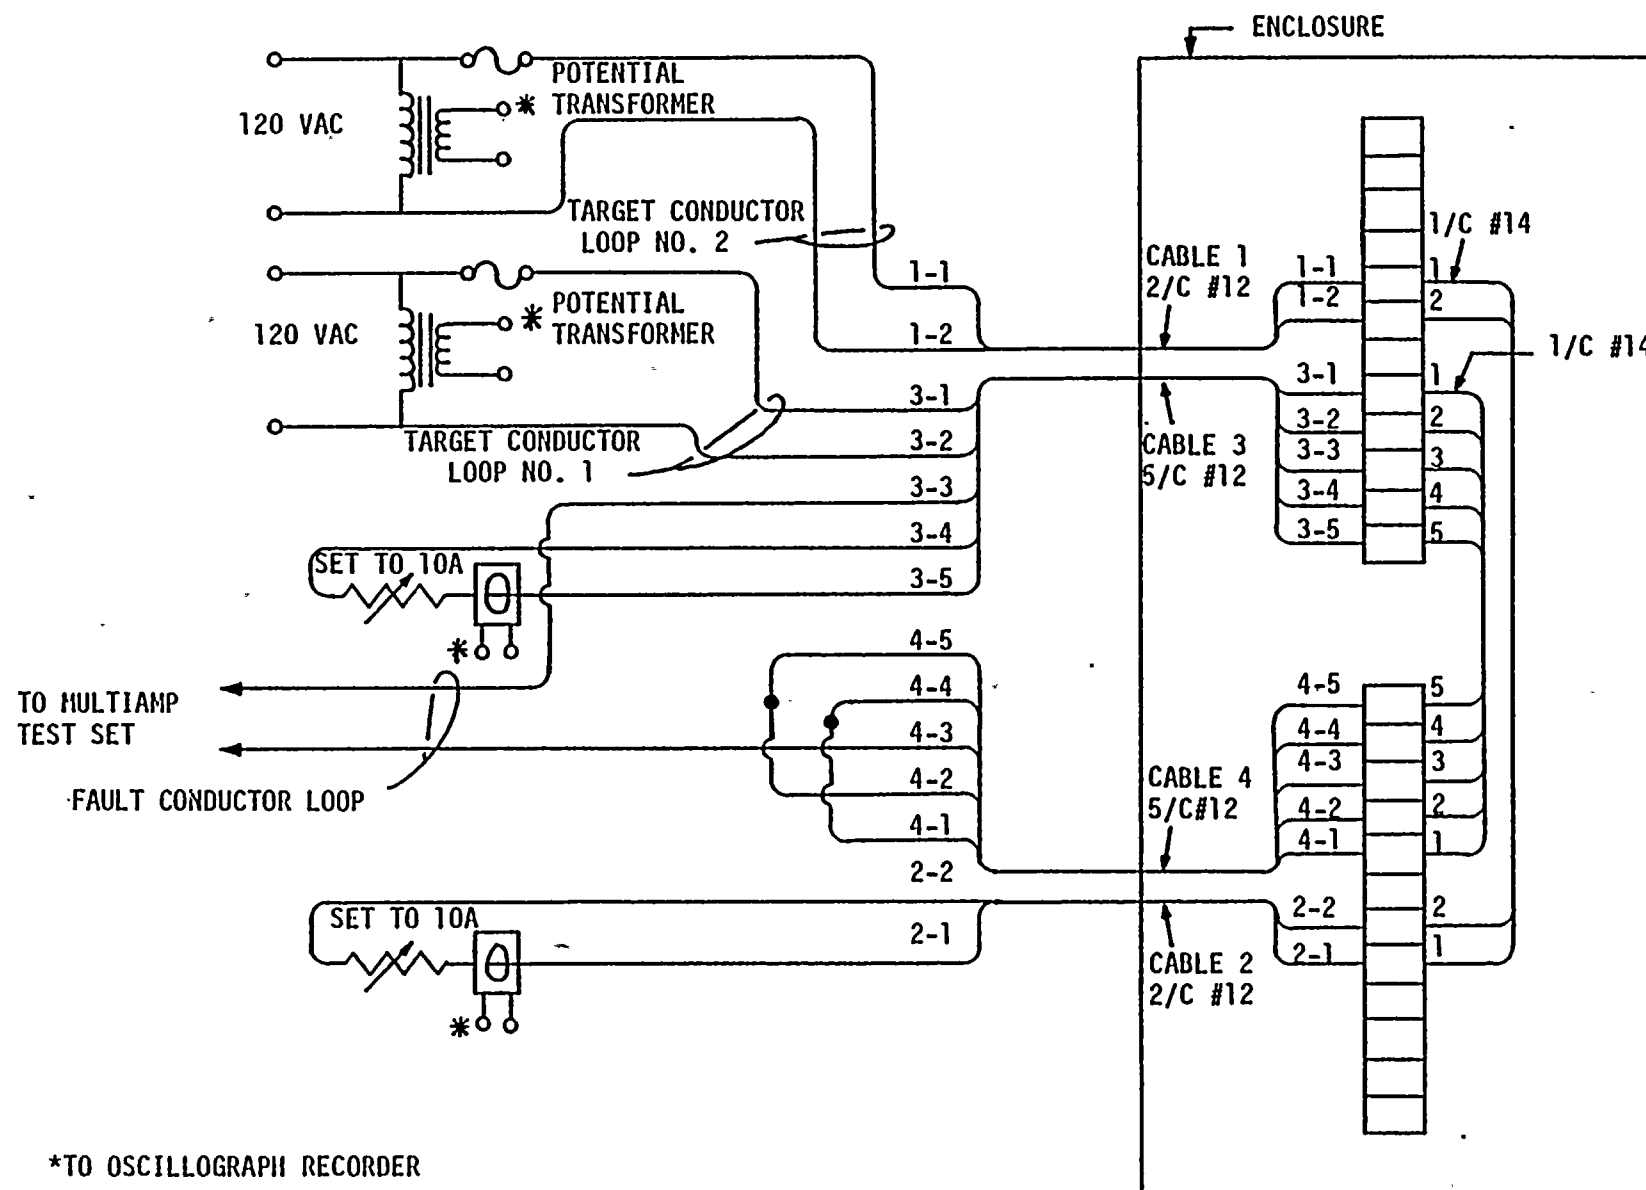 ENCLOSURE
POTENTIAL
TRANSFORMER
*
120 VAC
TARGET CONDUCTOR
LOOP NO. 2
1-1
1-2
CABLE 1
2/C #12
1-1
1-2
1
2
1/C #14
1/C #14
120 VAC
*
POTENTIAL
TRANSFORMER
TARGET CONDUCTOR
LOOP NO. 1
3-1
3-2
3-3
3-4
3-5
CABLE 3
5/C #12
3-1
3-2
3-3
3-4
3-5
1
2
3
4
5
SET TO 10A
*
TO MULTIAMP
TEST SET
FAULT CONDUCTOR LOOP
4-5
4-4
4-3
4-2
4-1
CABLE 4
5/C#12
4-5
4-4
4-3
4-2
4-1
5
4
3
2
1
2-2
2-1
SET TO 10A
*
CABLE 2
2/C #12
2-2
2-1
2
1
*TO OSCILLOGRAPH RECORDER